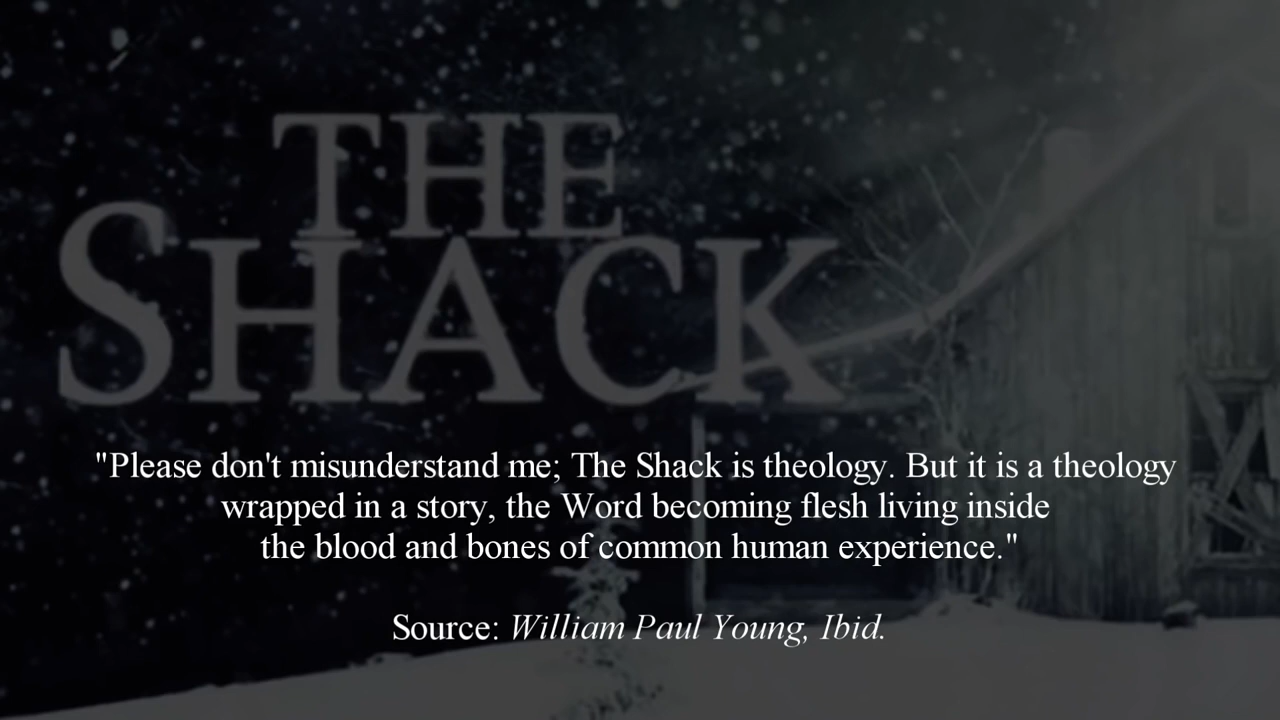 THE
SHACK
"Please don't misunderstand me; The Shack is theology. But it is a theology
wrapped in a story, the Word becoming flesh living inside
the blood and bones of common human experience."
Source: William Paul Young, Ibid.